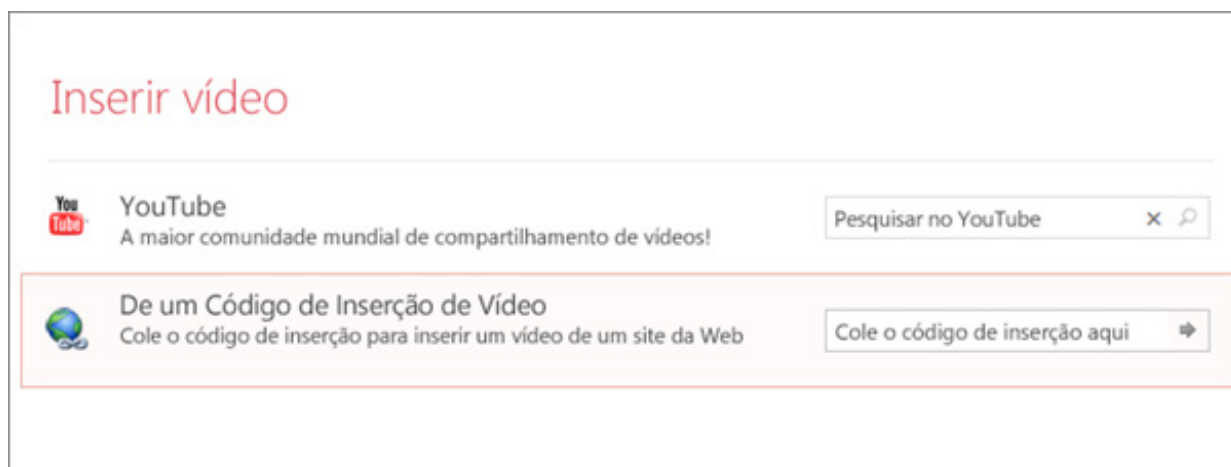 Inserir vídeo
You
Tube
YouTube
A maior comunidade mundial de compartilhamento de vídeos!
Pesquisar no YouTube
De um Código de Inserção de Vídeo
Cole o código de inserção para inserir um vídeo de um site da Web
Cole o código de inserção aqui